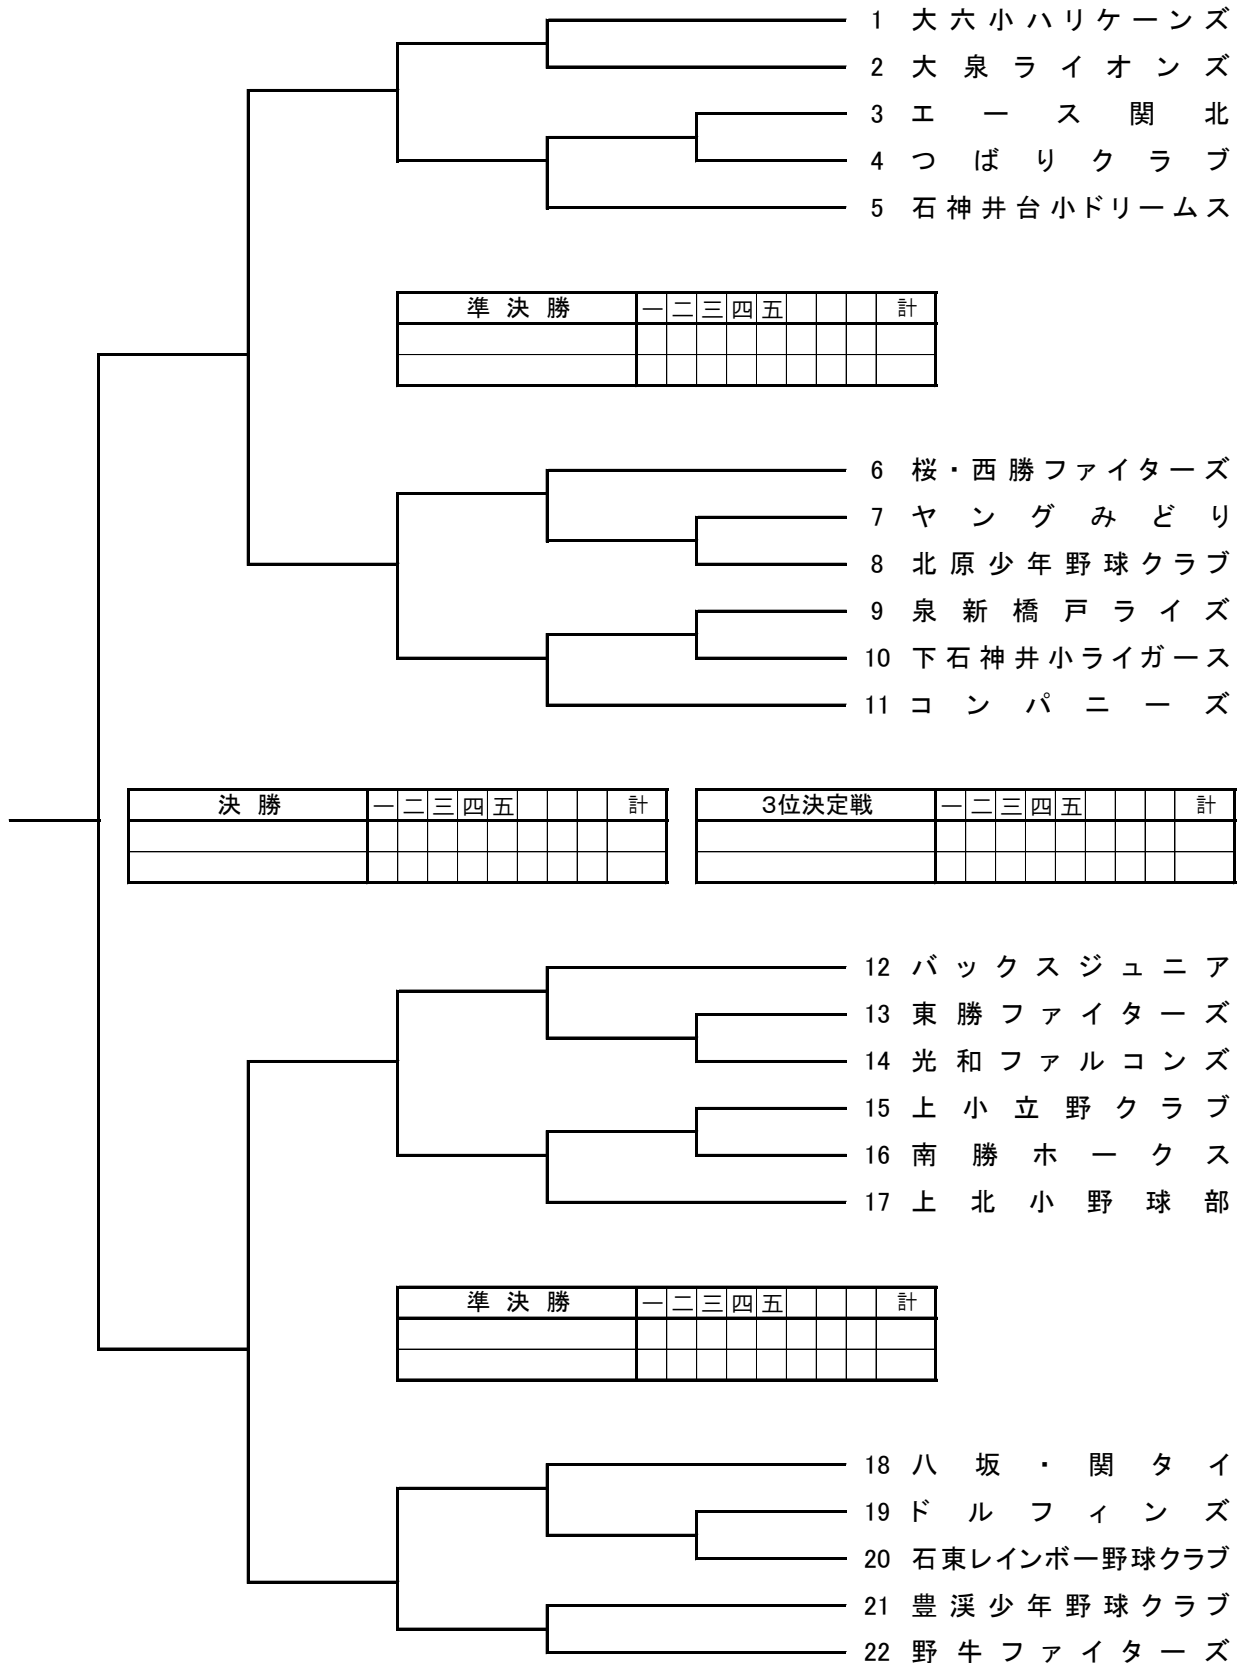 1 大六小ハリケーンズ
2 大泉ライオンズ
3 エース関北
4 つばりクラブ
5 石神井台小ドリームス
準決勝 一 二 三 四 五 計
6 桜・西勝ファイターズ
7 ヤングみどり
8 北原少年野球クラブ
9 泉新橋戸ライズ
10 下石神井小ライガース
11 コンパニーズ
決勝 一 二 三 四 五 計
3位決定戦 一 二 三 四 五 計
12 バックスジュニア
13 東勝ファイターズ
14 光和ファルコンズ
15 上小立野クラブ
16 南勝ホークス
17 上北小野球部
準決勝 一 二 三 四 五 計
18 八坂・関タイ
19 ドルフィンズ
20 石東レインボー野球クラブ
21 豊渓少年野球クラブ
22 野牛ファイターズ